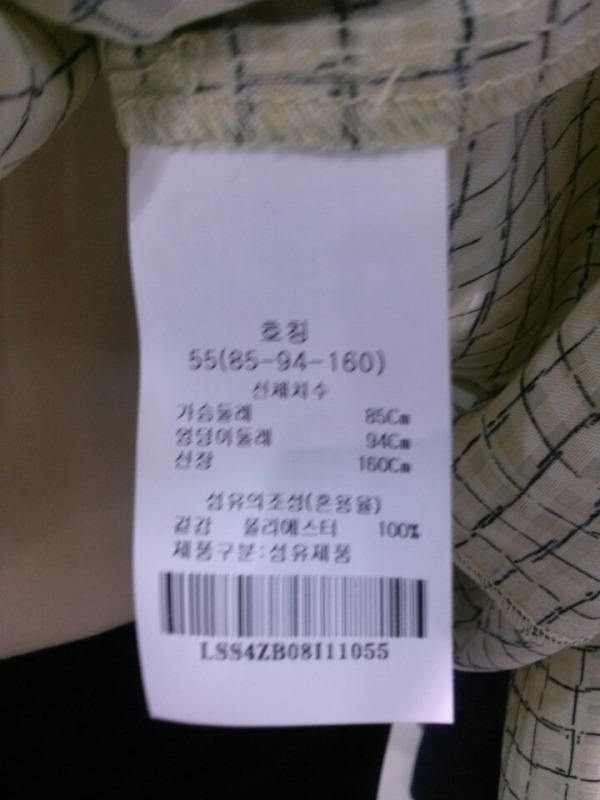 호칭
55(85-94-160)
신체치수
가슴둘레 85Cm
엉덩이둘레 94Cm
신장 160Cm
섬유의조성(혼용율)
겉감 폴리에스터 100%
제품구분:섬유제품
LSS4ZB08I11055